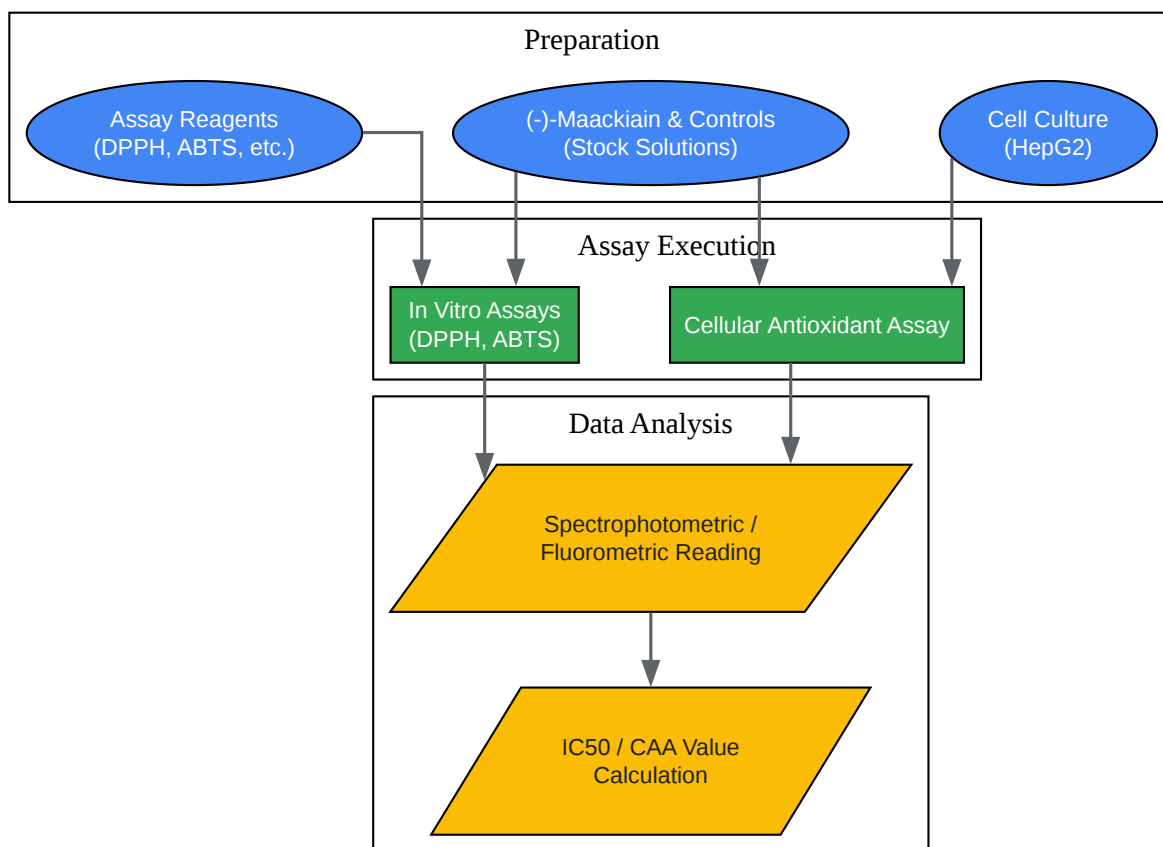 Preparation
Assay Reagents
(DPPH, ABTS, etc.)
(-)-Maackiain & Controls
(Stock Solutions)
Cell Culture
(HepG2)
Assay Execution
In Vitro Assays
(DPPH, ABTS)
Cellular Antioxidant Assay
Data Analysis
Spectrophotometric /
Fluorometric Reading
IC50 / CAA Value
Calculation